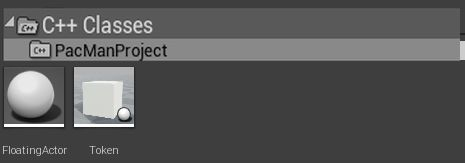 C++ Classes
C++ PacManProject
FloatingActor Token